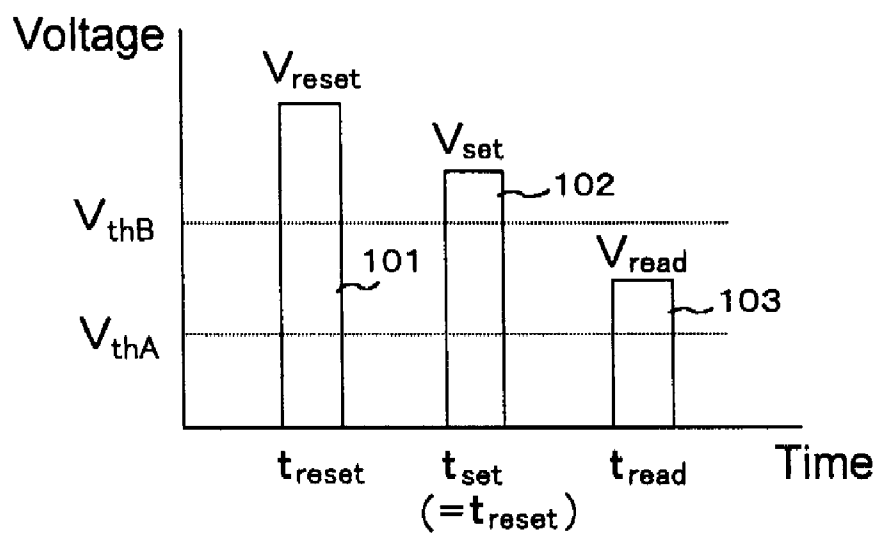 Voltage
Vreset
Vset
102
VthB
Vread
101
103
VthA
treset
tset
tread
Time
(=treset)